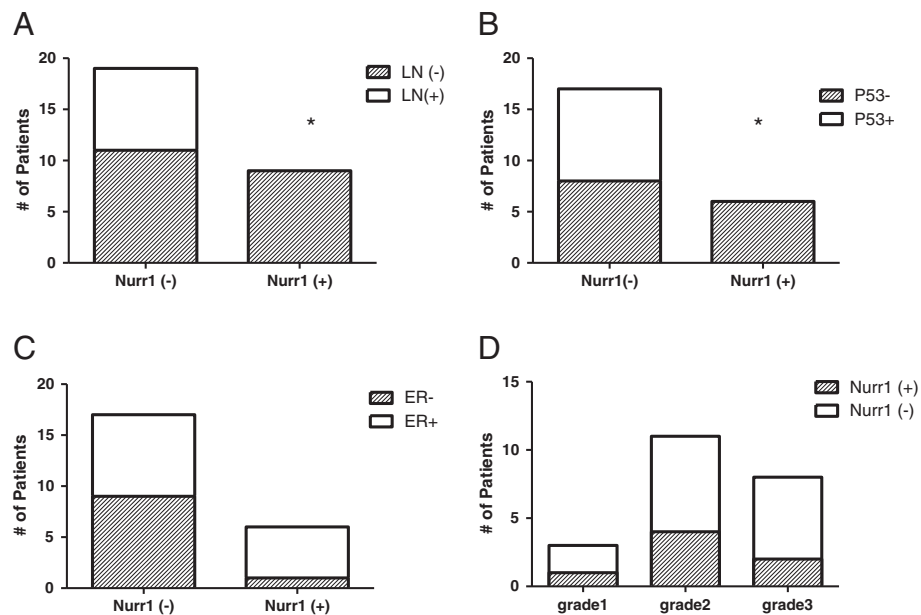 A
# of Patients
20
15
10
5
0
*
LN (-)
LN(+)
Nurr1 (-)
Nurr1 (+)
B
# of Patients
20
15
10
5
0
*
P53-
P53+
Nurr1(-)
Nurr1 (+)
C
# of Patients
20
15
10
5
0
ER-
ER+
Nurr1 (-)
Nurr1 (+)
D
# of Patients
15
10
5
0
Nurr1 (+)
Nurr1 (-)
grade1
grade2
grade3